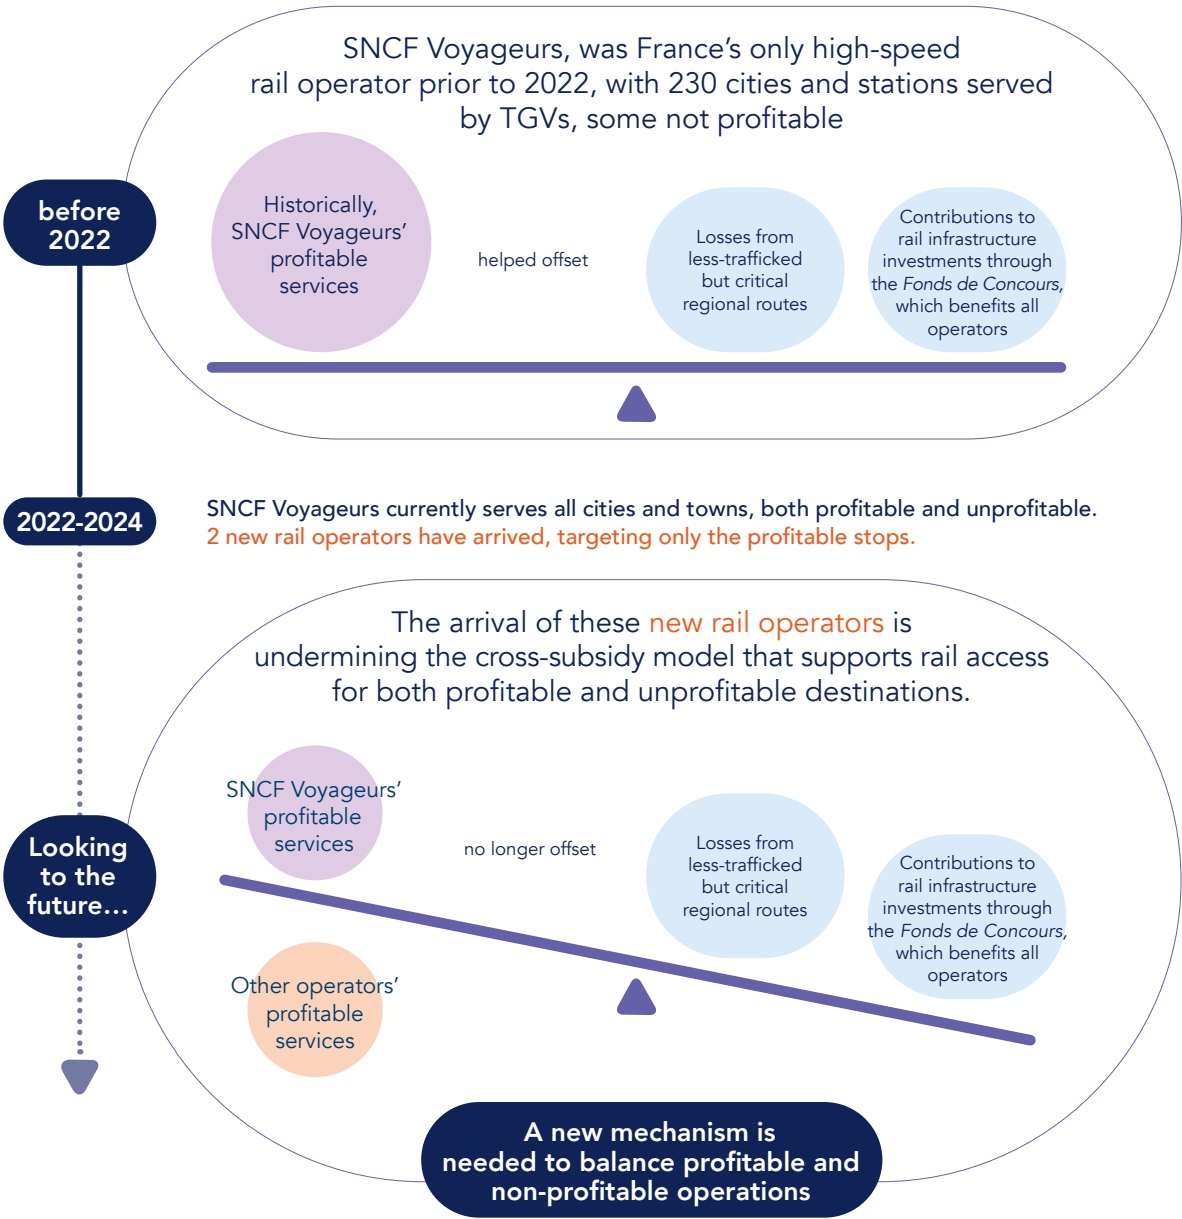 SNCF Voyageurs, was France’s only high-speed
rail operator prior to 2022, with 230 cities and stations served
by TGVs, some not profitable
before
2022
Historically,
SNCF Voyageurs’
profitable
services
helped offset
Losses from
less-trafficked
but critical
regional routes
Contributions to
rail infrastructure
investments through
the Fonds de Concours,
which benefits all
operators
2022-2024
SNCF Voyageurs currently serves all cities and towns, both profitable and unprofitable.
2 new rail operators have arrived, targeting only the profitable stops.
The arrival of these new rail operators is
undermining the cross-subsidy model that supports rail access
for both profitable and unprofitable destinations.
Looking
to the
future…
SNCF Voyageurs’
profitable
services
no longer offset
Losses from
less-trafficked
but critical
regional routes
Contributions to
rail infrastructure
investments through
the Fonds de Concours,
which benefits all
operators
Other operators’
profitable
services
A new mechanism is
needed to balance profitable and
non-profitable operations